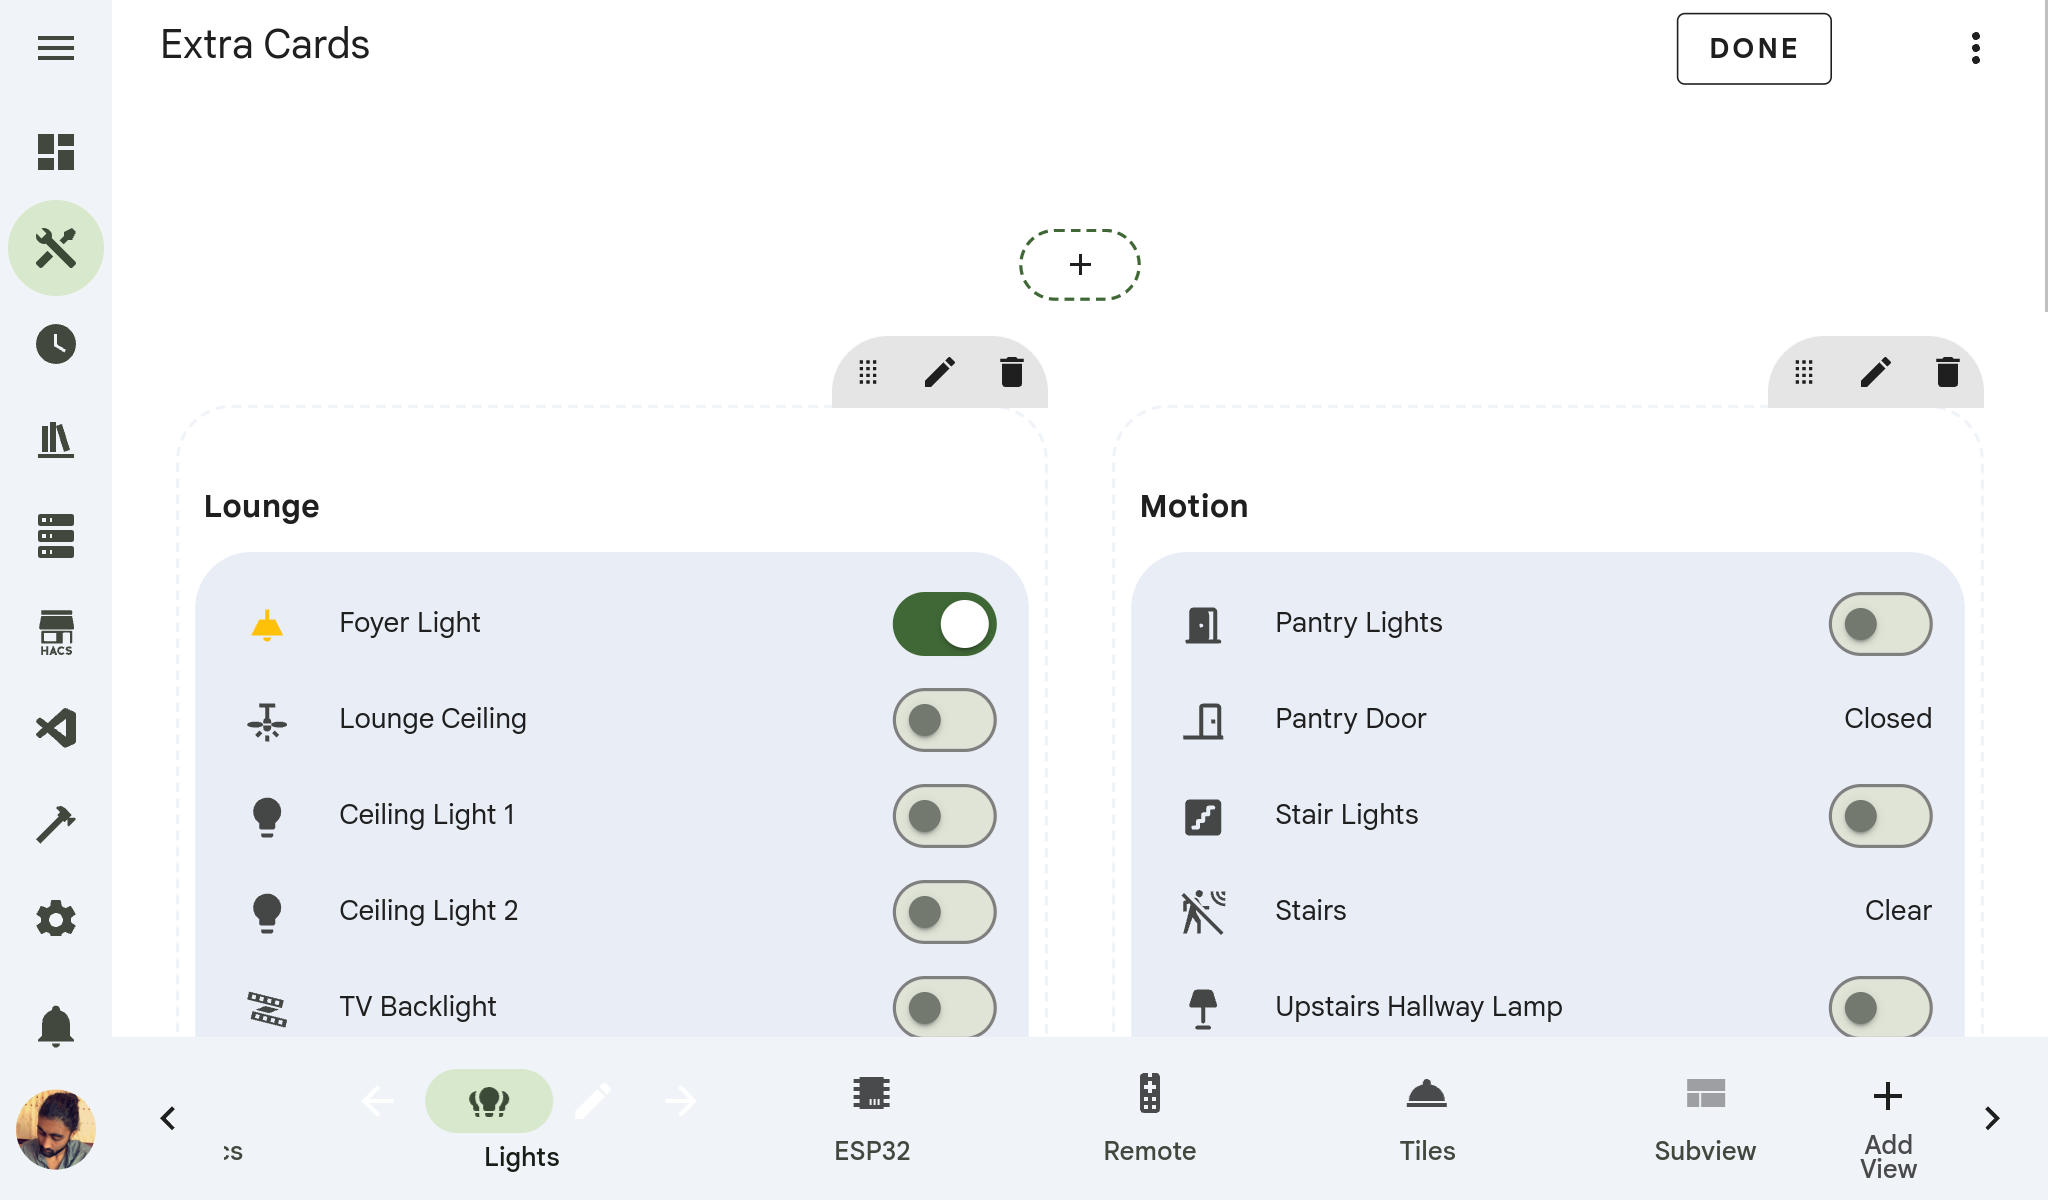 Extra Cards
DONE
Lounge
Foyer Light
Lounge Ceiling
Ceiling Light 1
Ceiling Light 2
TV Backlight
Motion
Pantry Lights
Pantry Door
Closed
Stair Lights
Stairs
Clear
Upstairs Hallway Lamp
HACS
cs
Lights
ESP32
Remote
Tiles
Subview
Add
View